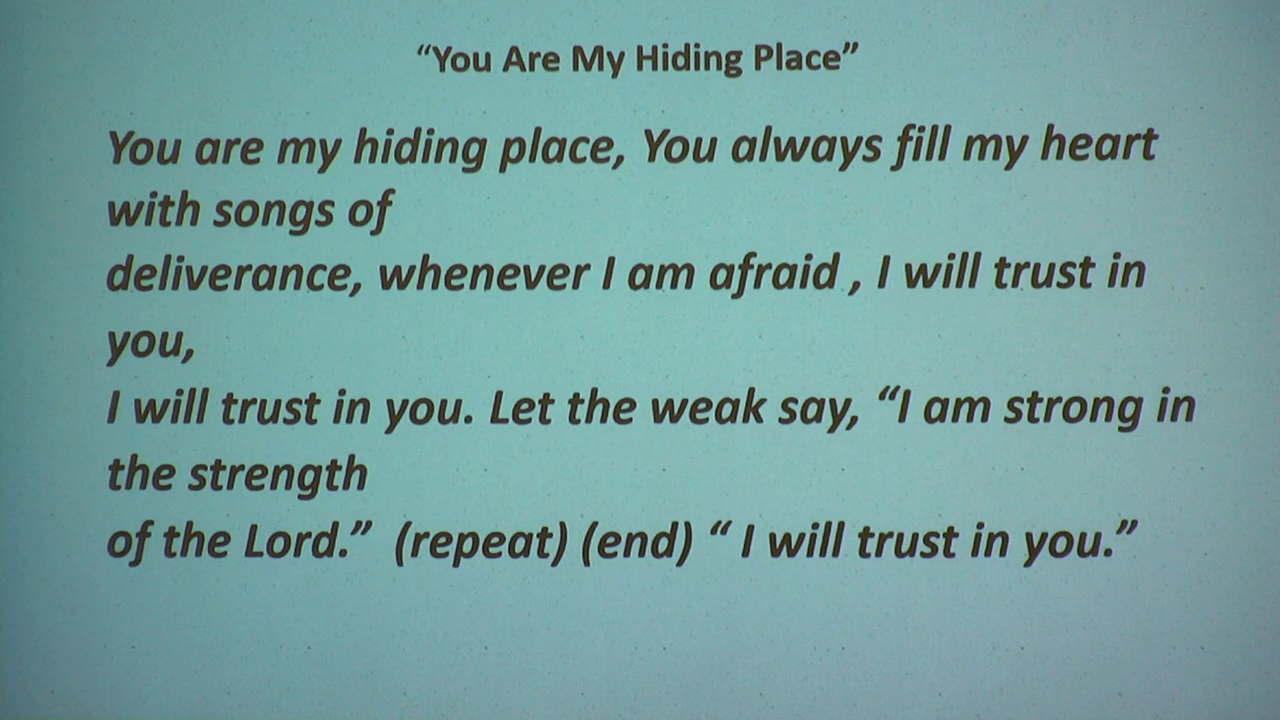 “You Are My Hiding Place”
You are my hiding place, You always fill my heart
with songs of
deliverance, whenever I am afraid , I will trust in
you,
I will trust in you. Let the weak say, “I am strong in
the strength
of the Lord.”  (repeat) (end) “ I will trust in you.”